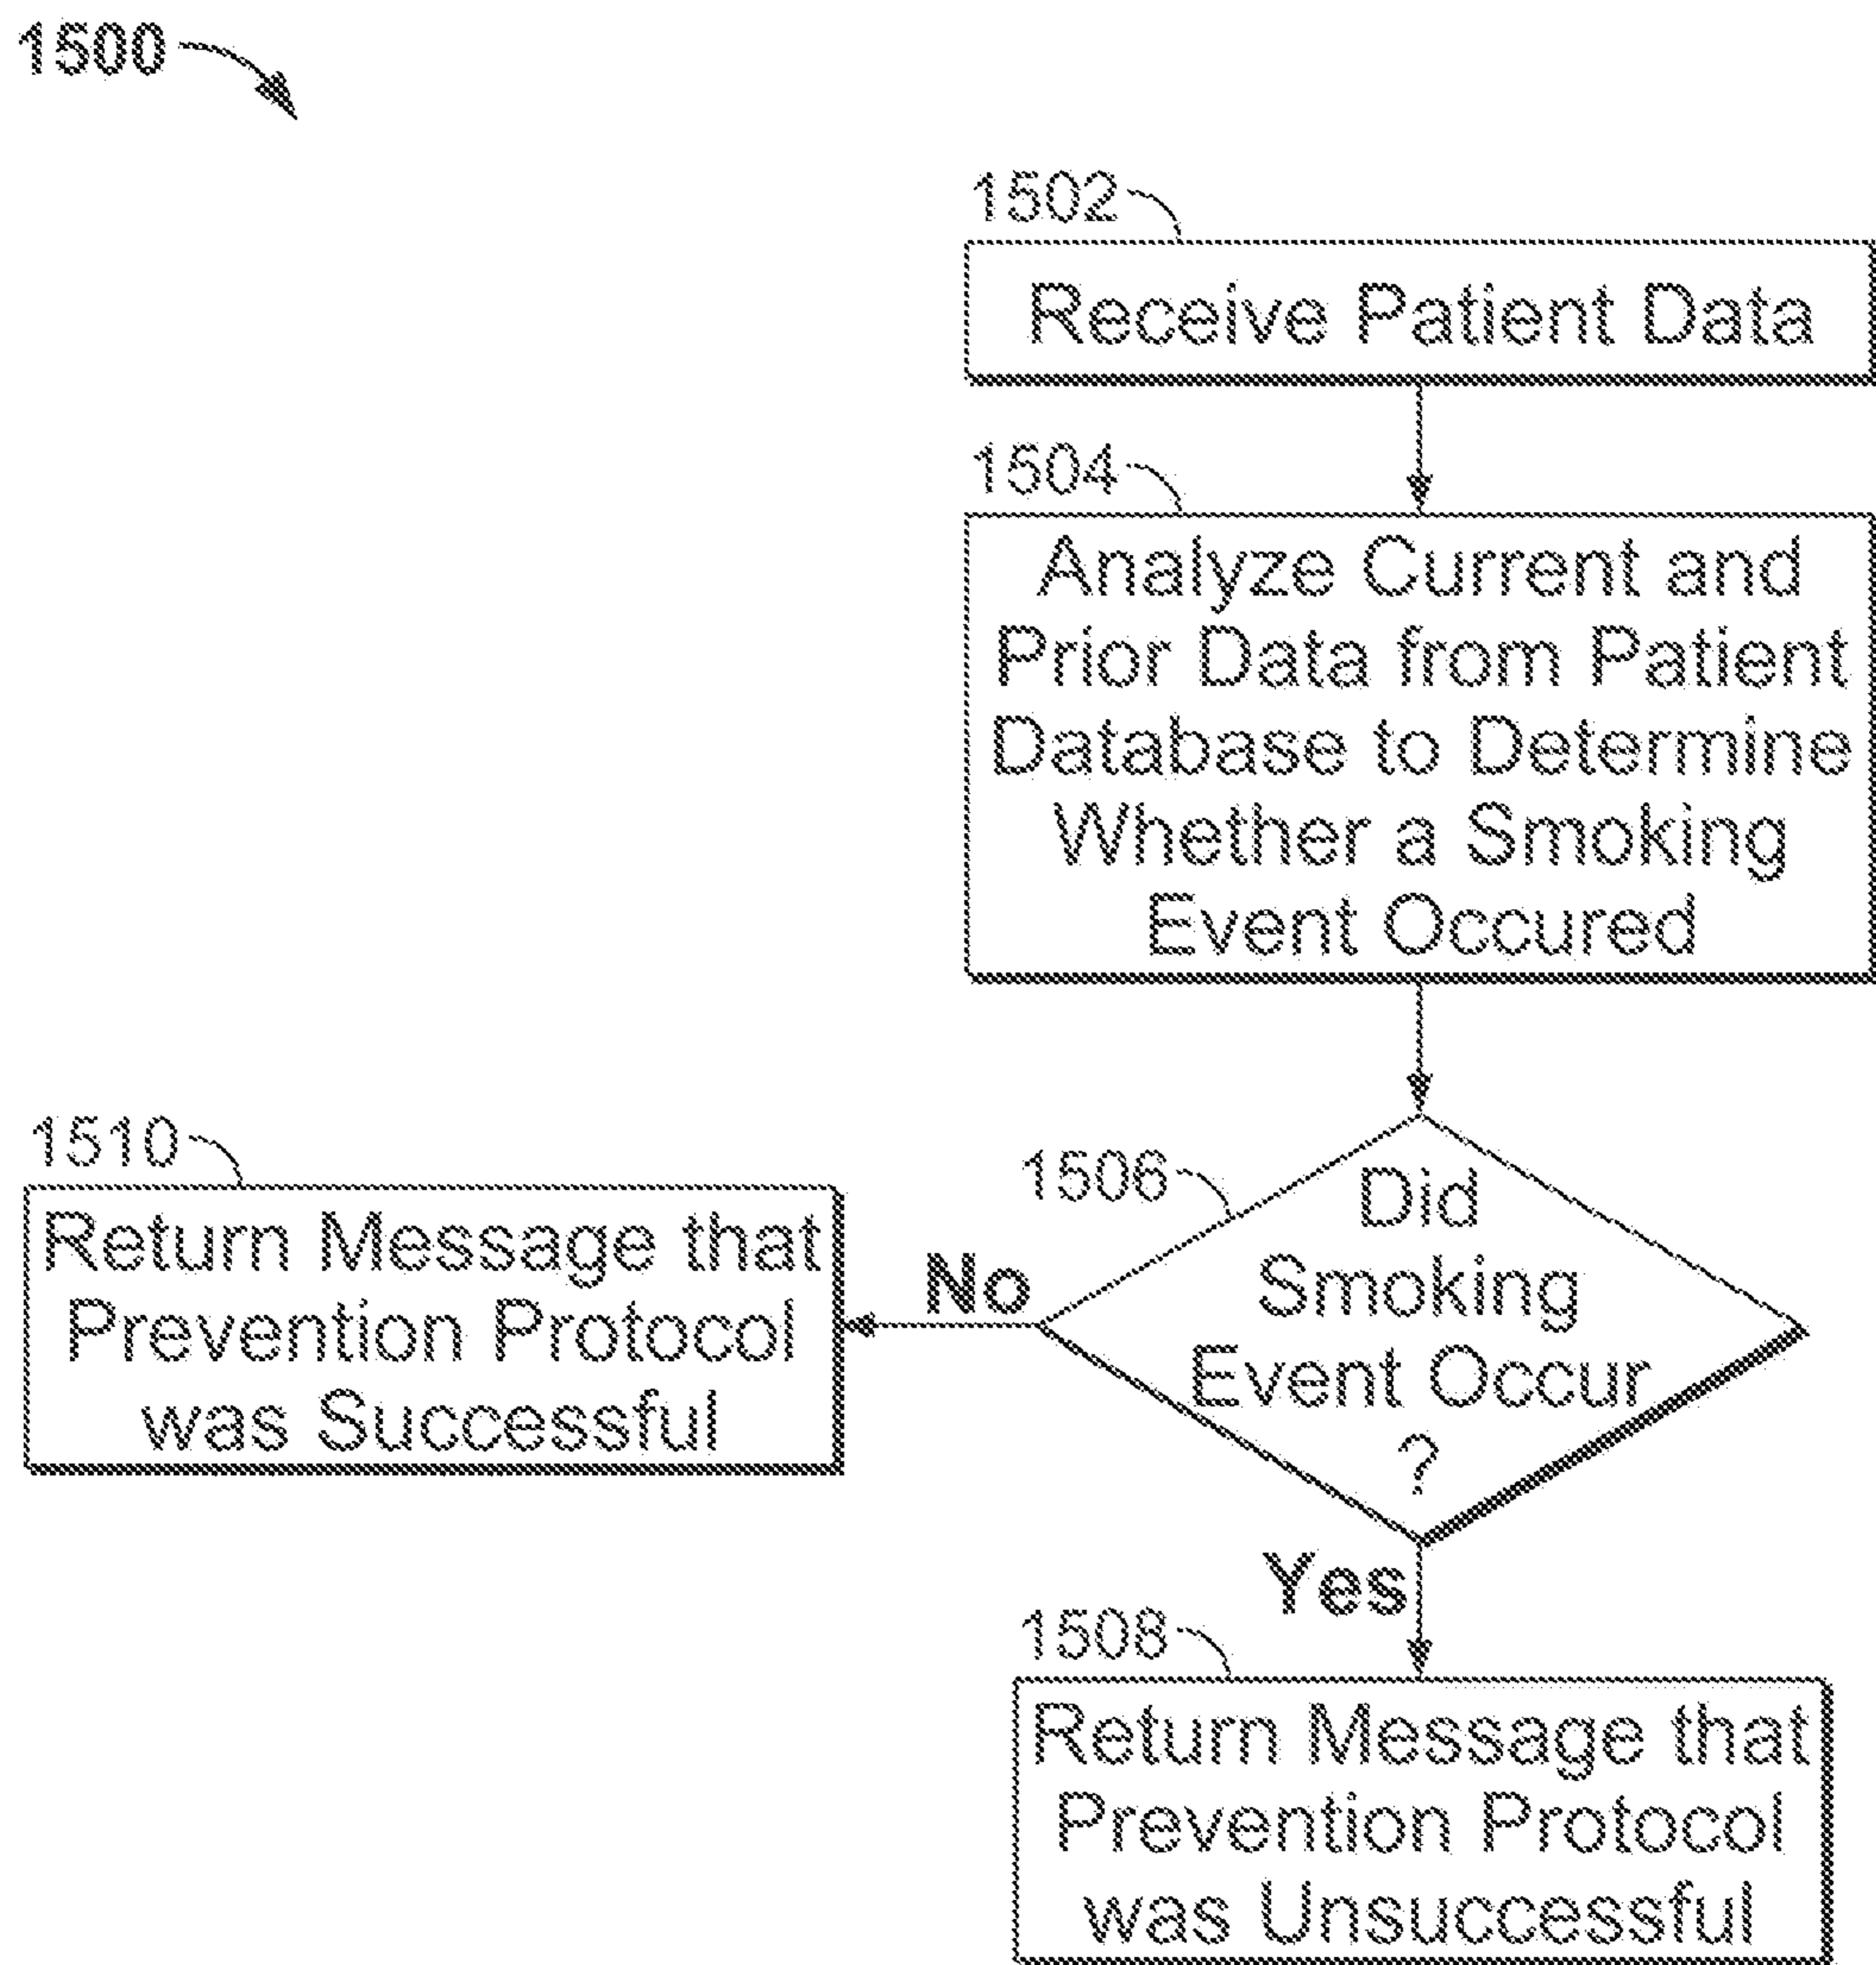 1500
1502
Receive Patient Data
1504
Analyze Current and
Prior Data from Patient
Database to Determine
Whether a Smoking
Event Occured
1506
Did
Smoking
Event Occur
?
No
1510
Return Message that
Prevention Protocol
was Successful
Yes
1508
Return Message that
Prevention Protocol
was Unsuccessful